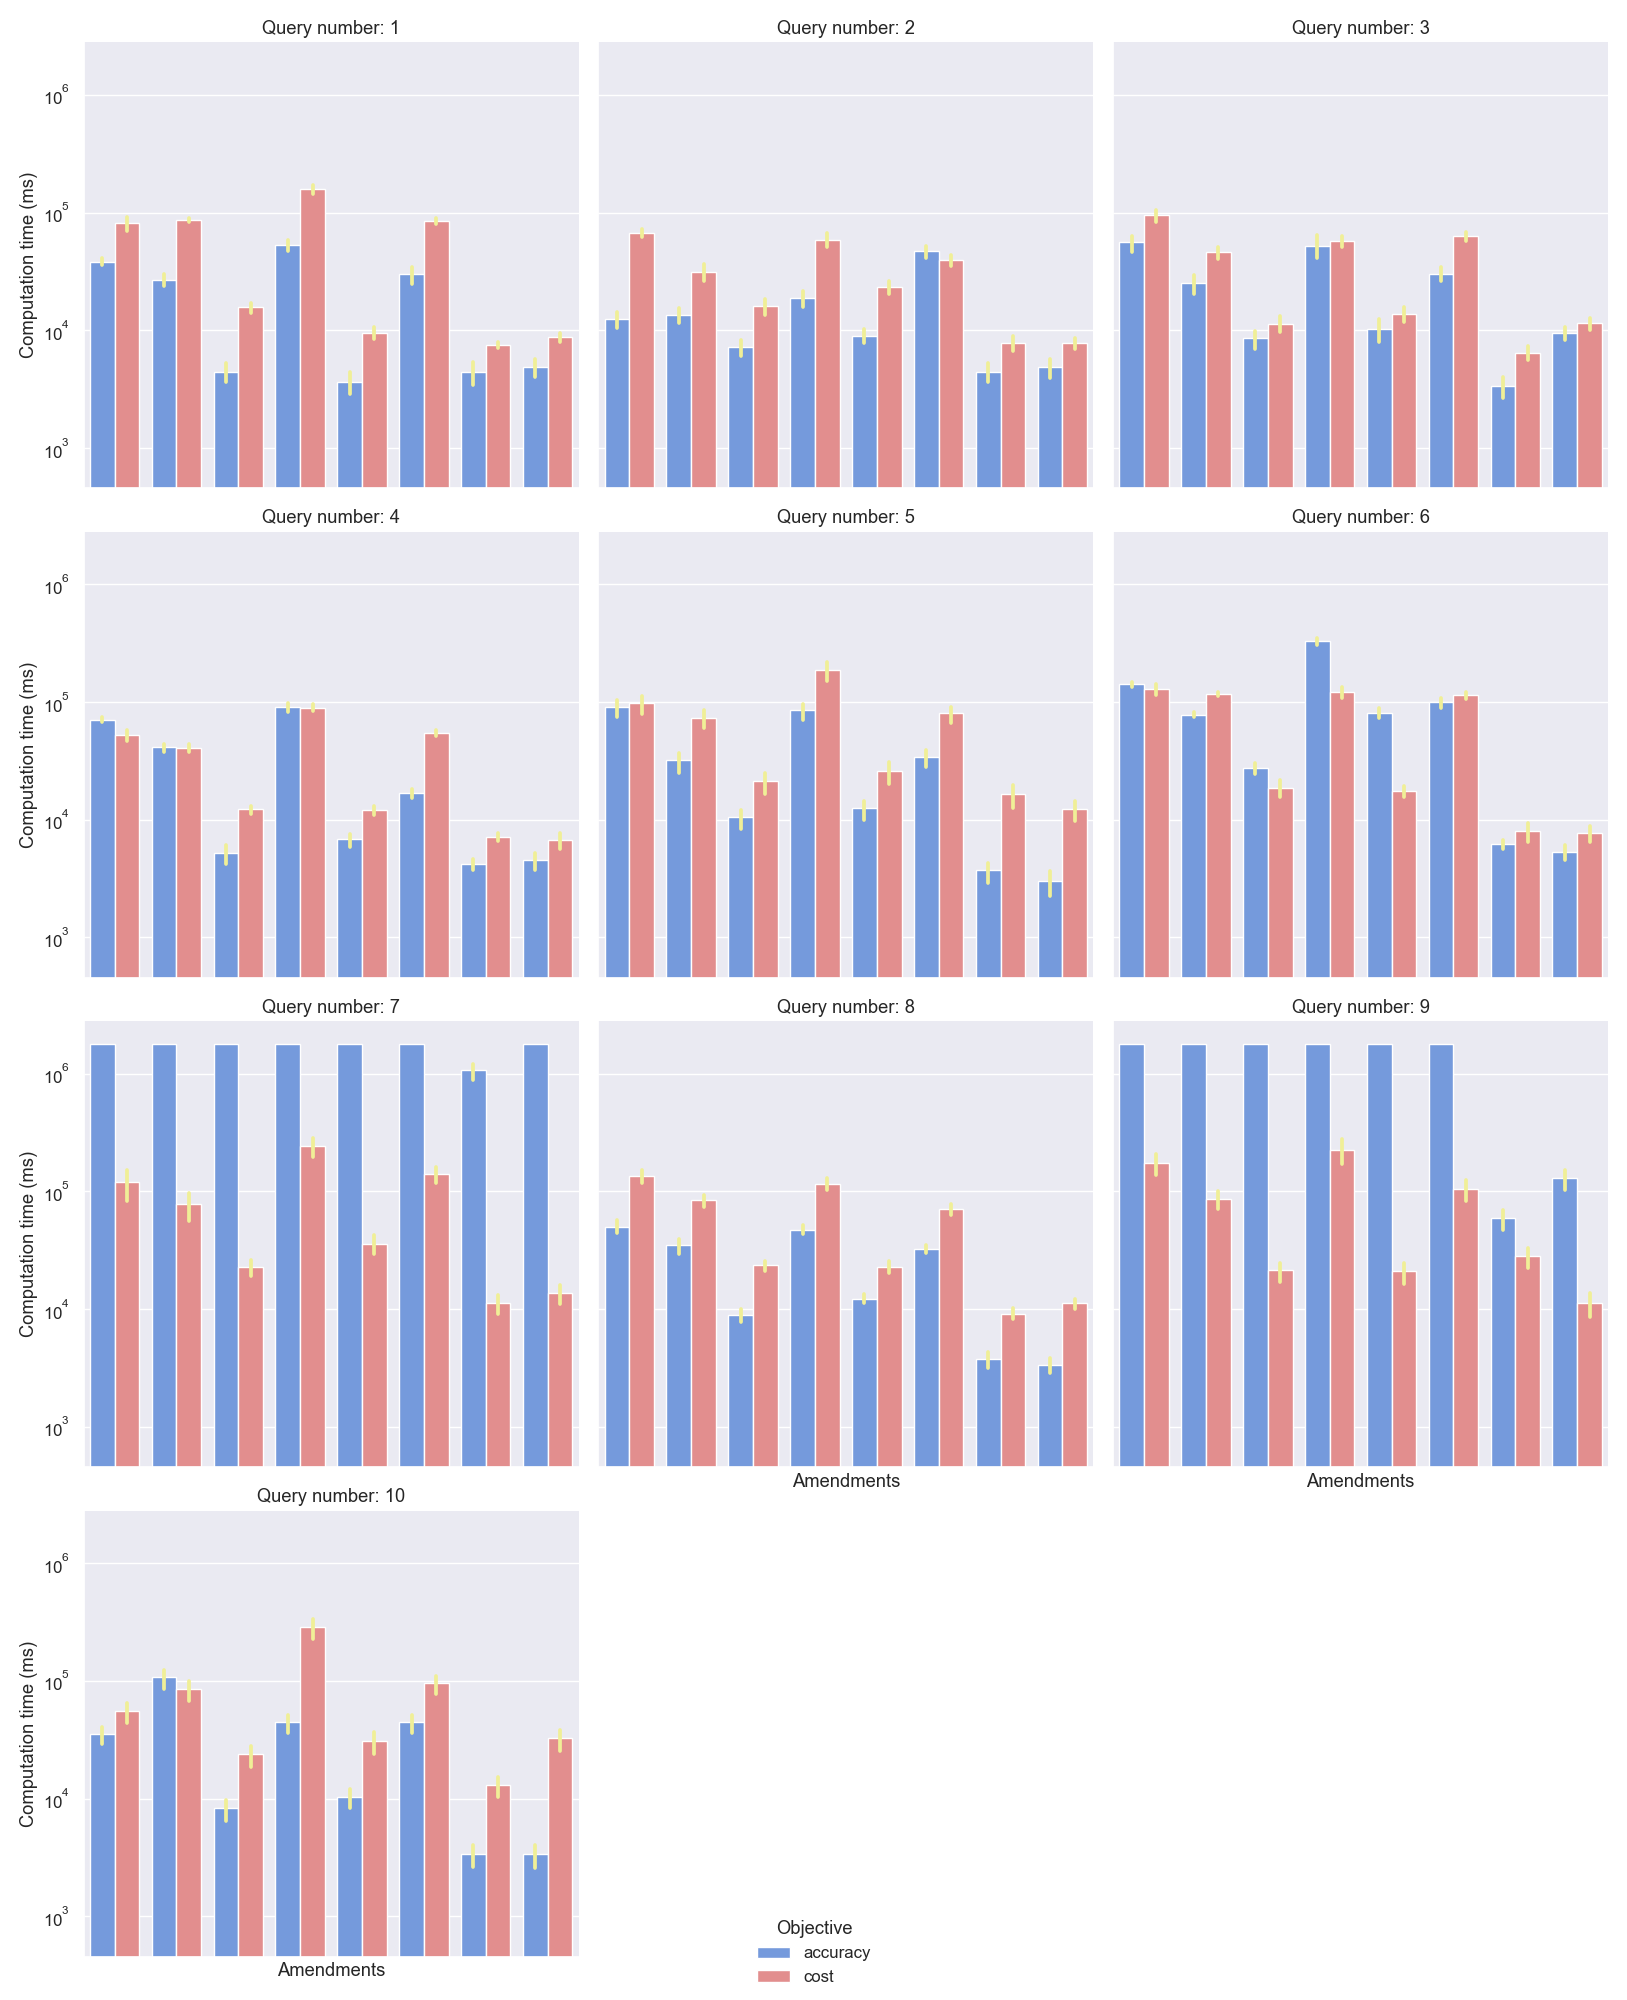 Query number: 1
Query number: 2
Query number: 3
Computation time (ms)
10^6
10^5
10^4
10^3
Query number: 4
Query number: 5
Query number: 6
Computation time (ms)
10^6
10^5
10^4
10^3
Query number: 7
Query number: 8
Query number: 9
Computation time (ms)
10^6
10^5
10^4
10^3
Amendments
Amendments
Query number: 10
Computation time (ms)
10^6
10^5
10^4
10^3
Amendments
Objective
accuracy
cost